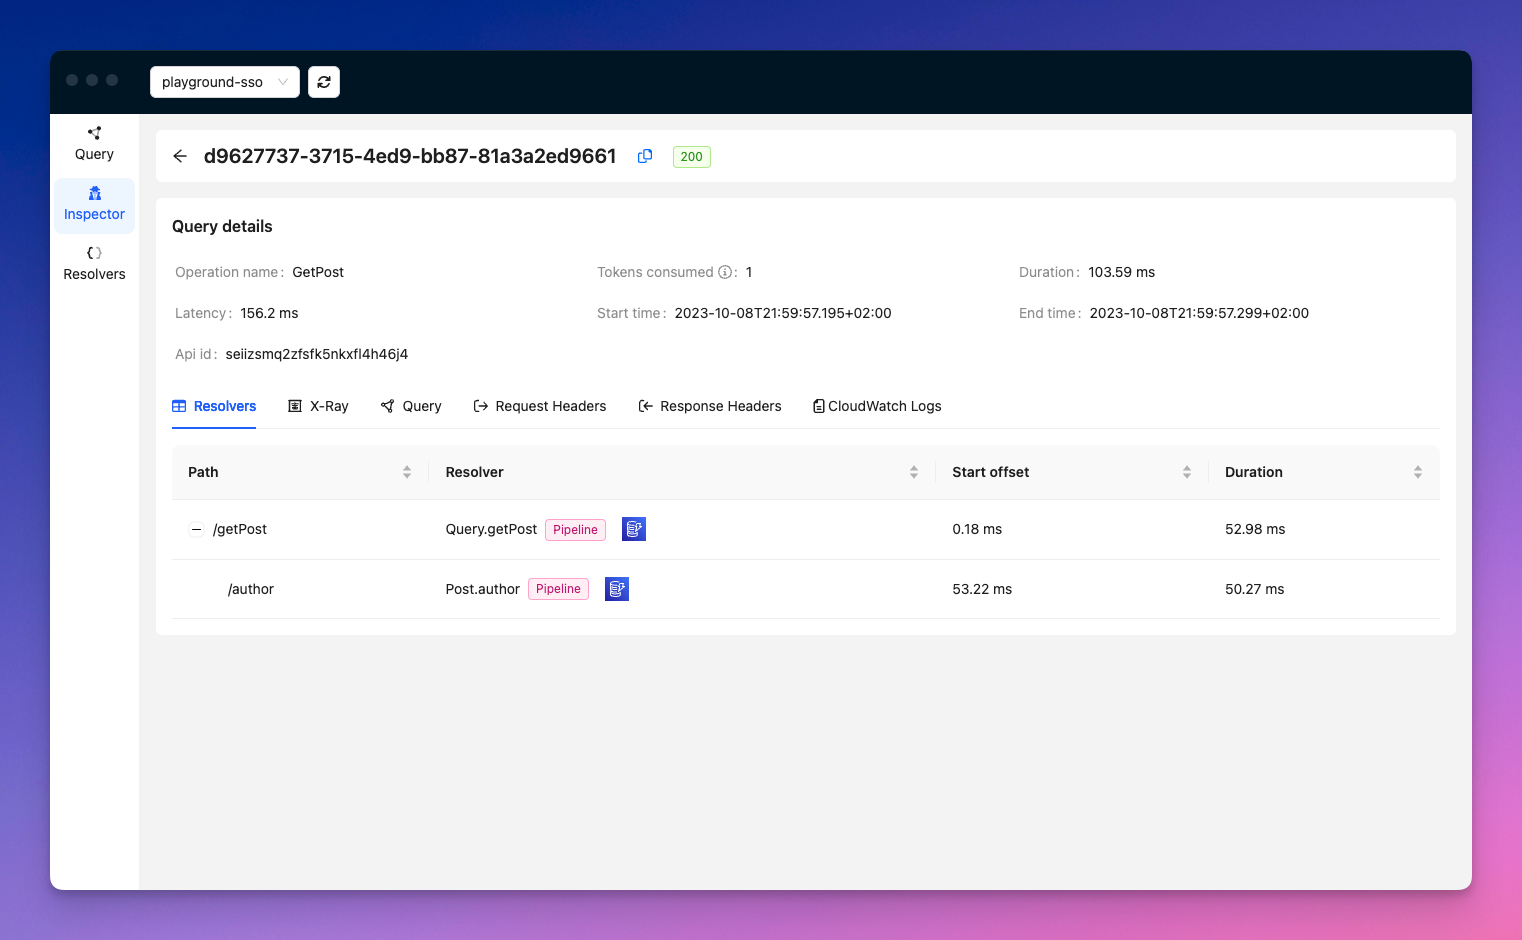 playground-sso
Query
Inspector
Resolvers
d9627737-3715-4ed9-bb87-81a3a2ed9661 200
Query details
Operation name : GetPost Tokens consumed : 1 Duration : 103.59 ms
Latency : 156.2 ms Start time : 2023-10-08T21:59:57.195+02:00 End time : 2023-10-08T21:59:57.299+02:00
Api id : seiizsmq2zfsfk5nkxfl4h46j4
Resolvers X-Ray Query Request Headers Response Headers CloudWatch Logs
Path Resolver Start offset Duration
/getPost Query.getPost Pipeline 0.18 ms 52.98 ms
/author Post.author Pipeline 53.22 ms 50.27 ms